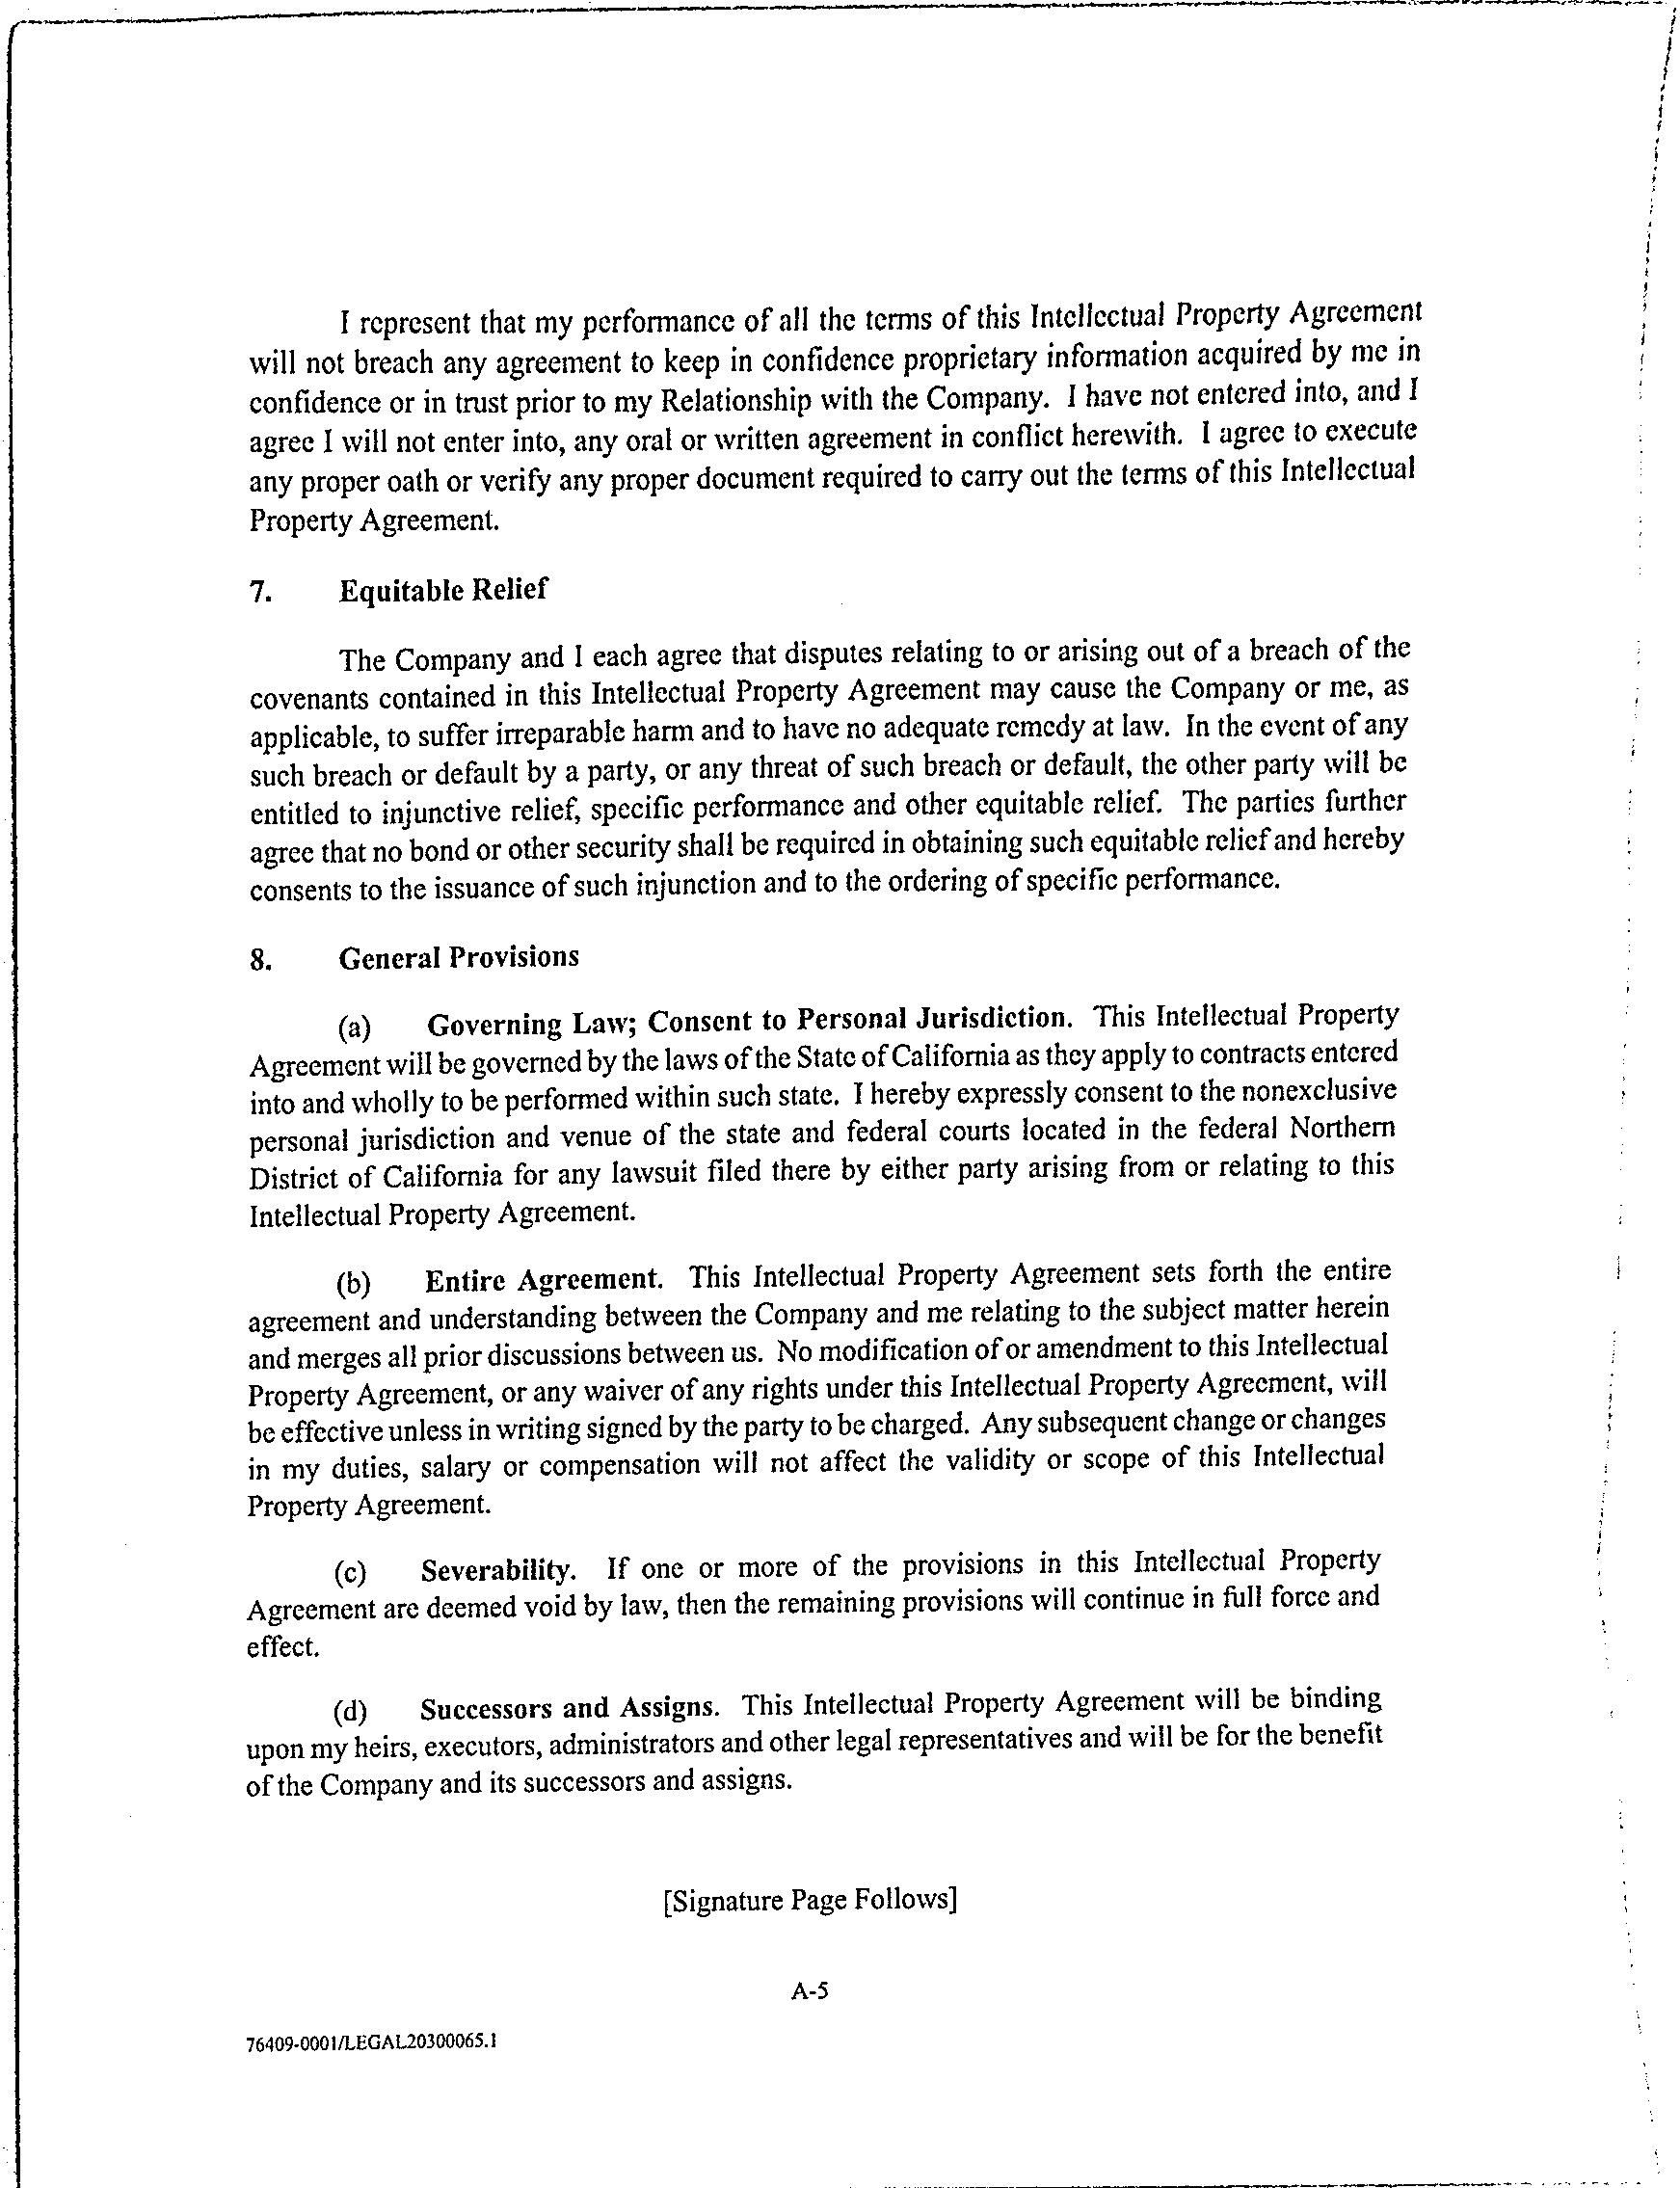 I represent that my performance of all the terms of this Intellectual Property Agreement
will not breach any agreement to keep in confidence proprietary information acquired by me in
confidence or in trust prior to my Relationship with the Company. I have not entered into, and I
agree I will not enter into, any oral or written agreement in conflict herewith. I agree to execute
any proper oath or verify any proper document required to carry out the terms of this Intellectual
Property Agreement.
7. Equitable Relief
The Company and I each agree that disputes relating to or arising out of a breach of the
covenants contained in this Intellectual Property Agreement may cause the Company or me, as
applicable, to suffer irreparable harm and to have no adequate remedy at law. In the event of any
such breach or default by a party, or any threat of such breach or default, the other party will be
entitled to injunctive relief, specific performance and other equitable relief. The parties further
agree that no bond or other security shall be required in obtaining such equitable relief and hereby
consents to the issuance of such injunction and to the ordering of specific performance.
8. General Provisions
(a) Governing Law; Consent to Personal Jurisdiction. This Intellectual Property
Agreement will be governed by the laws of the State of California as they apply to contracts entered
into and wholly to be performed within such state. I hereby expressly consent to the nonexclusive
personal jurisdiction and venue of the state and federal courts located in the federal Northern
District of California for any lawsuit filed there by either party arising from or relating to this
Intellectual Property Agreement.
(b) Entire Agreement. This Intellectual Property Agreement sets forth the entire
agreement and understanding between the Company and me relating to the subject matter herein
and merges all prior discussions between us. No modification of or amendment to this Intellectual
Property Agreement, or any waiver of any rights under this Intellectual Property Agreement, will
be effective unless in writing signed by the party to be charged. Any subsequent change or changes
in my duties, salary or compensation will not affect the validity or scope of this Intellectual
Property Agreement.
(c) Severability. If one or more of the provisions in this Intellectual Property
Agreement are deemed void by law, then the remaining provisions will continue in full force and
effect.
(d) Successors and Assigns. This Intellectual Property Agreement will be binding
upon my heirs, executors, administrators and other legal representatives and will be for the benefit
of the Company and its successors and assigns.
[Signature Page Follows]
A-5
76409-0001/LEGAL20300065.1